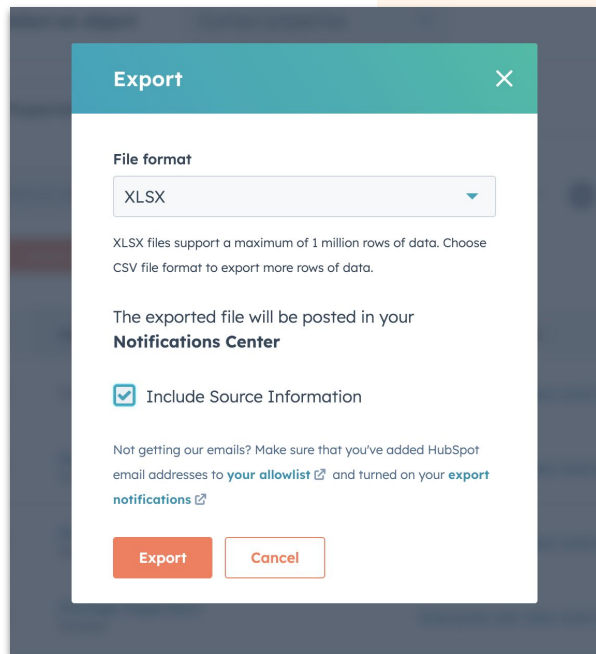 Export
File format
XLSX
XLSX files support a maximum of 1 million rows of data. Choose
CSV file format to export more rows of data.
The exported file will be posted in your
Notifications Center
Include Source Information
Not getting our emails? Make sure that you've added HubSpot
email addresses to your allowlist and turned on your export
notifications
Export
Cancel